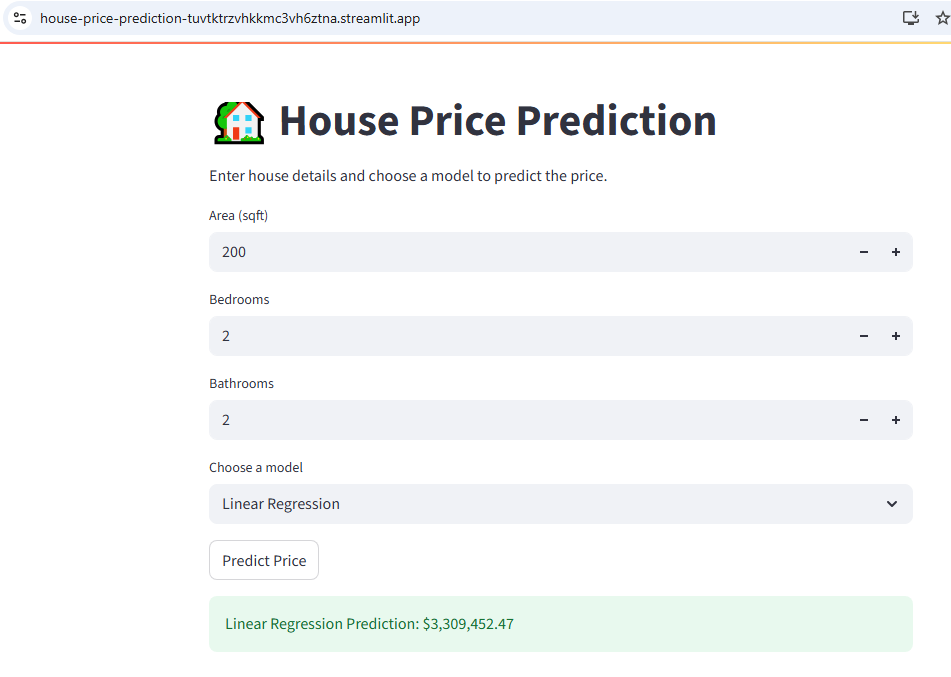 house-price-prediction-tuvtktrzvhkkmc3vh6ztna.streamlit.app
House Price Prediction
Enter house details and choose a model to predict the price.
Area (sqft)
200
Bedrooms
2
Bathrooms
2
Choose a model
Linear Regression
Predict Price
Linear Regression Prediction: $3,309,452.47